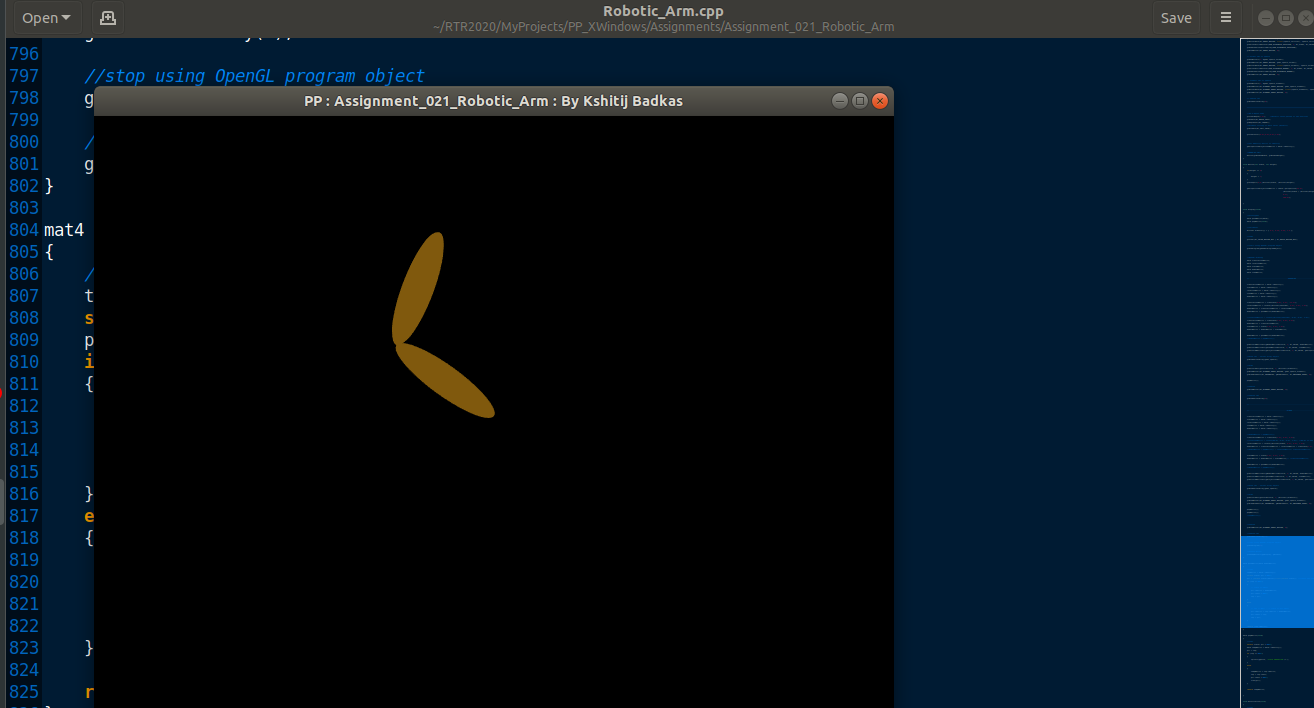 Open
Robotic_Arm.cpp
~/RTR2020/MyProjects/PP_XWindows/Assignments/Assignment_021_Robotic_Arm
Save
796
797 //stop using OpenGL program object
798 g
PP : Assignment_021_Robotic_Arm : By Kshitij Badkas
799
800 /
801 g
802 }
803
804 mat4
805 {
806 /
807 t
808 s
809 p
810 i
811 {
812
813
814
815
816 }
817 e
818 {
819
820
821
822
823 }
824
825 r